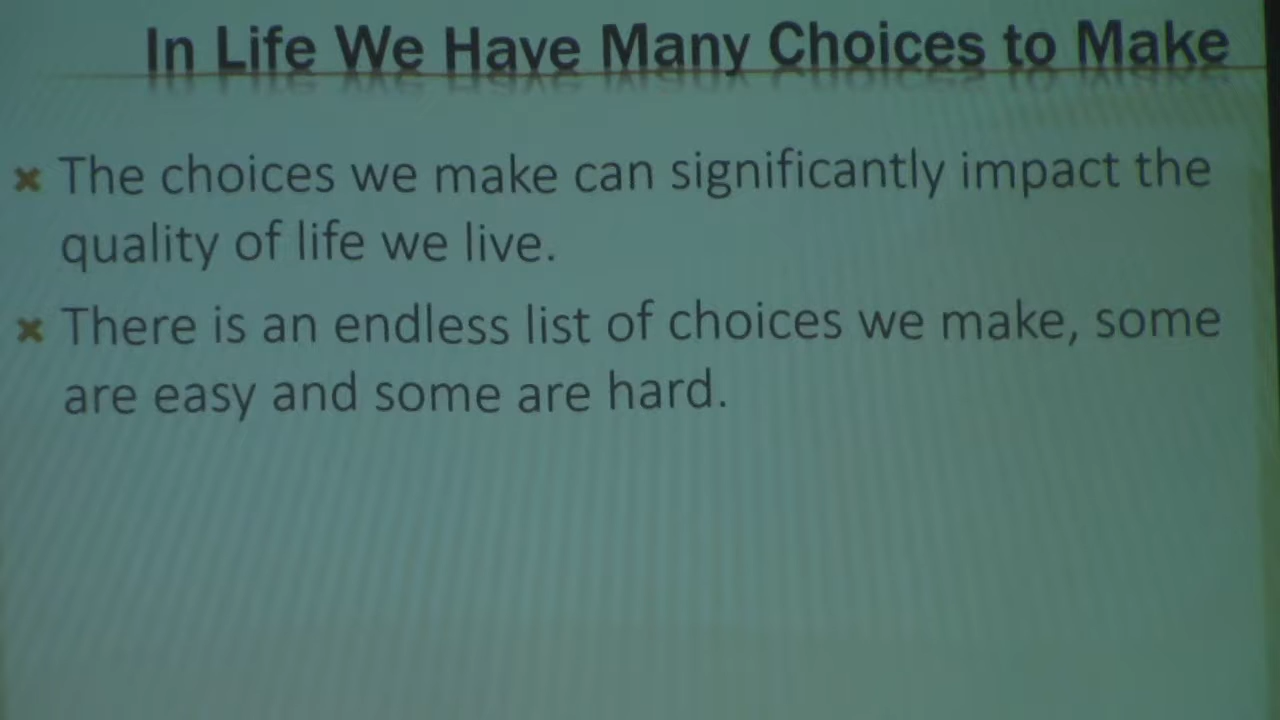 In Life We Have Many Choices to Make
The choices we make can significantly impact the
quality of life we live.
There is an endless list of choices we make, some
are easy and some are hard.